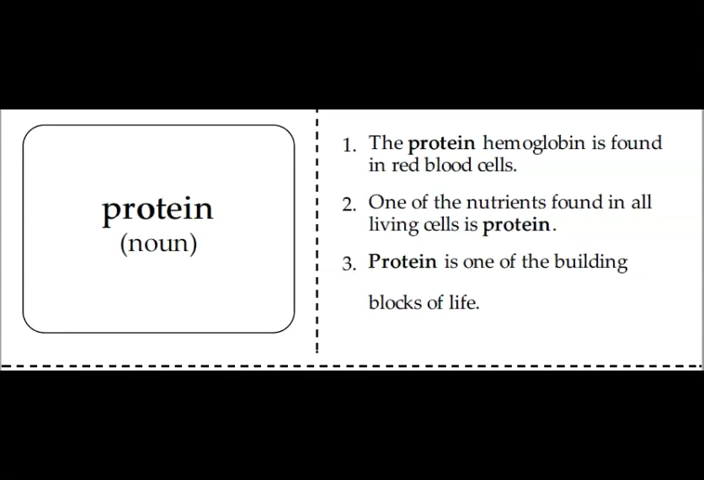 protein
(noun)
1. The protein hemoglobin is found
in red blood cells.
2. One of the nutrients found in all
living cells is protein.
3. Protein is one of the building
blocks of life.